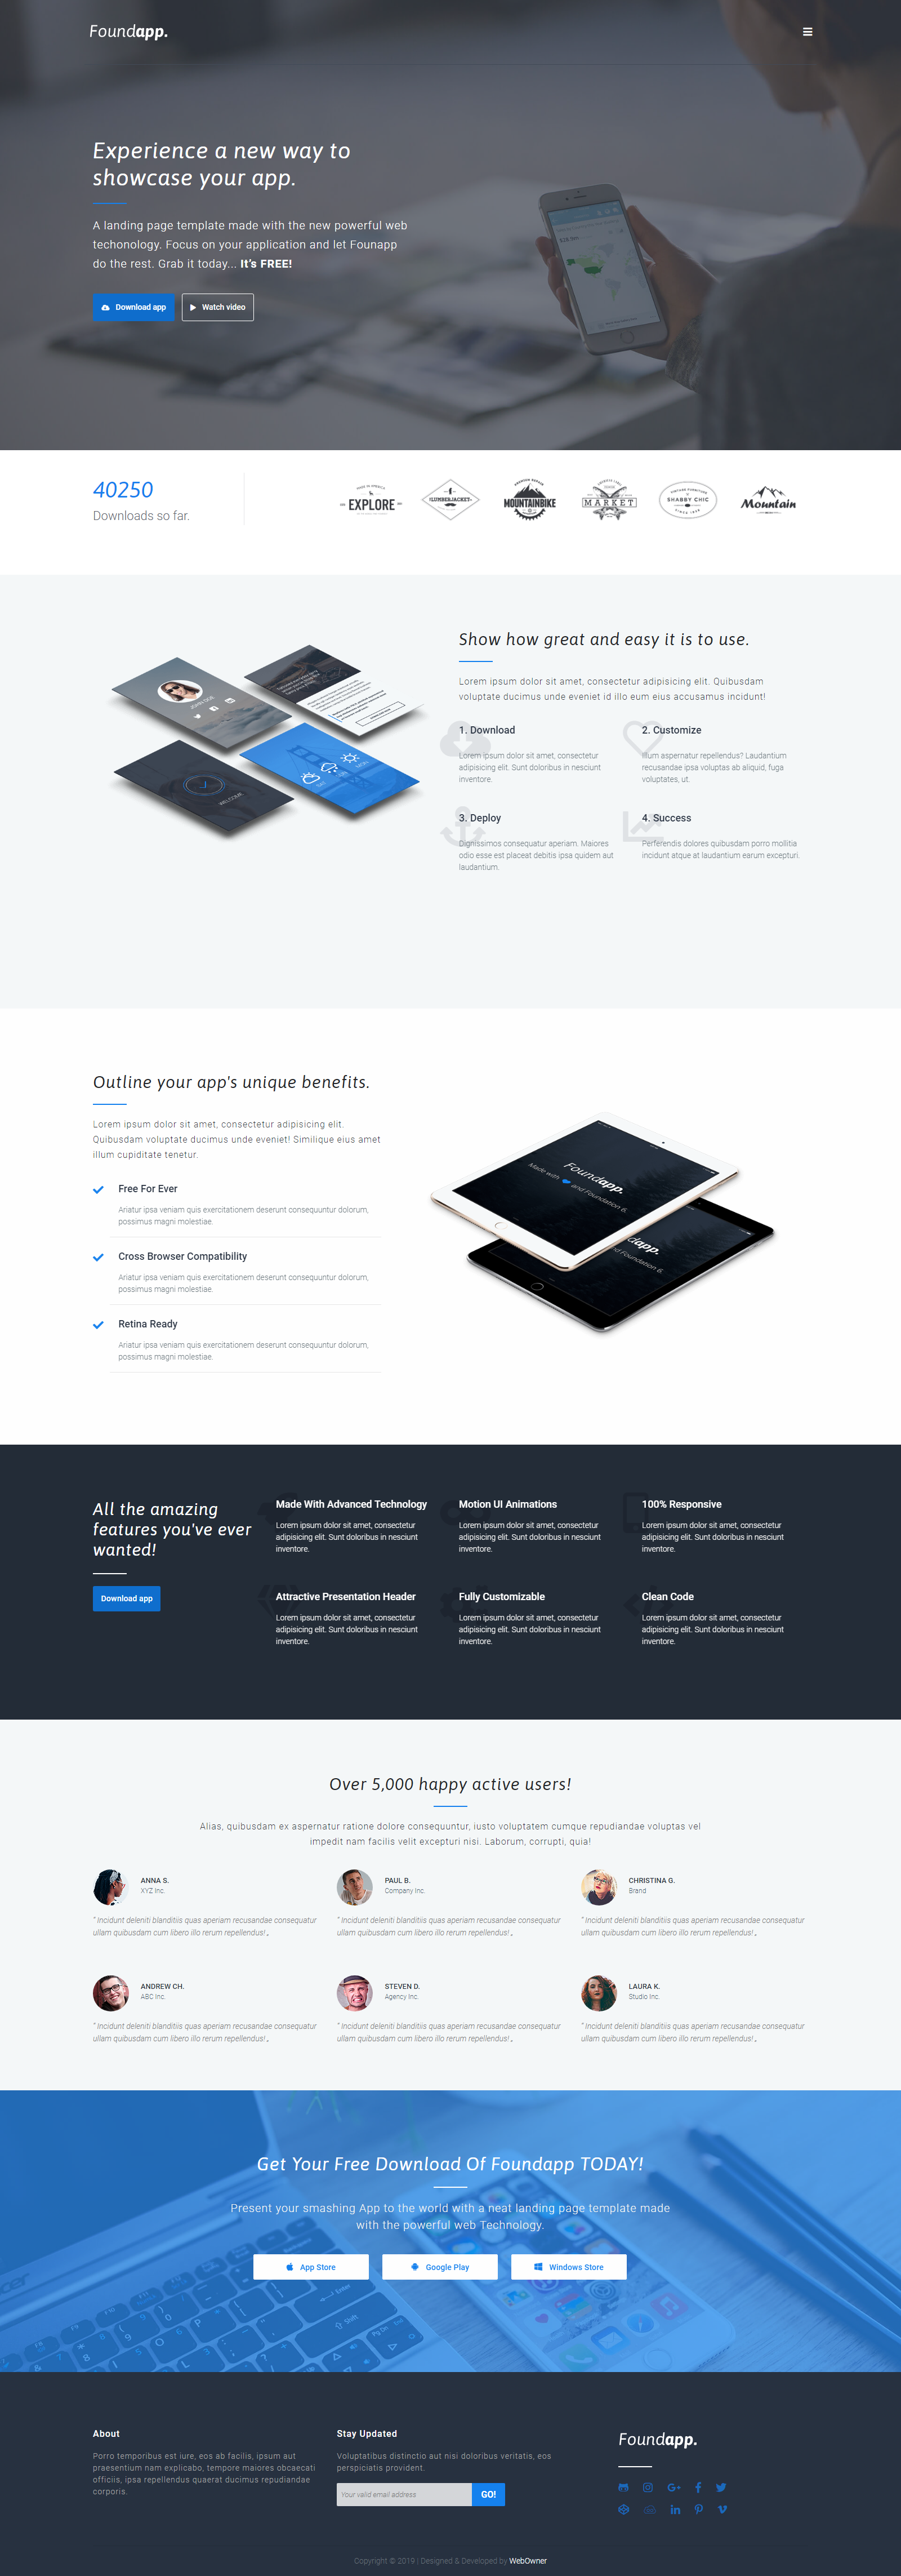 Foundapp.
Experience a new way to
showcase your app.
A landing page template made with the new powerful web
techonology. Focus on your application and let Founapp
do the rest. Grab it today... It's FREE!
Download app
Watch video
40250
Downloads so far.
EXPLORE
LUMBERJACKET
PREMIUM REPAIR
MOUNTAINBIKE
MARKET
VINTAGE FURNITURE
SHABBY CHIC
SINCE 1948
Mountain
Show how great and easy it is to use.
Lorem ipsum dolor sit amet, consectetur adipisicing elit. Quibusdam
voluptate ducimus unde eveniet id illo eum eius accusamus incidunt!
JOHN DOE
WELCOME
1. Download
Lorem ipsum dolor sit amet, consectetur
adipisicing elit. Sunt doloribus in nesciunt
inventore.
2. Customize
Illum aspernatur repellendus? Laudantium
recusandae ipsa voluptas ab aliquid, fuga
voluptates, ut.
3. Deploy
Dignissimos consequatur aperiam. Maiores
odio esse est placeat debitis ipsa quidem aut
laudantium.
4. Success
Perferendis dolores quibusdam porro mollitia
incidunt atque at laudantium earum excepturi.
Outline your app's unique benefits.
Lorem ipsum dolor sit amet, consectetur adipisicing elit.
Quibusdam voluptate ducimus unde eveniet! Similique eius amet
illum cupiditate tenetur.
Free For Ever
Ariatur ipsa veniam quis exercitationem deserunt consequuntur dolorum,
possimus magni molestiae.
Cross Browser Compatibility
Ariatur ipsa veniam quis exercitationem deserunt consequuntur dolorum,
possimus magni molestiae.
Retina Ready
Ariatur ipsa veniam quis exercitationem deserunt consequuntur dolorum,
possimus magni molestiae.
Foundapp.
Made with and Foundation 6.
dapp.
nd Foundation 6.
All the amazing
features you've ever
wanted!
Download app
Made With Advanced Technology
Lorem ipsum dolor sit amet, consectetur
adipisicing elit. Sunt doloribus in nesciunt
inventore.
Motion UI Animations
Lorem ipsum dolor sit amet, consectetur
adipisicing elit. Sunt doloribus in nesciunt
inventore.
100% Responsive
Lorem ipsum dolor sit amet, consectetur
adipisicing elit. Sunt doloribus in nesciunt
inventore.
Attractive Presentation Header
Lorem ipsum dolor sit amet, consectetur
adipisicing elit. Sunt doloribus in nesciunt
inventore.
Fully Customizable
Lorem ipsum dolor sit amet, consectetur
adipisicing elit. Sunt doloribus in nesciunt
inventore.
Clean Code
Lorem ipsum dolor sit amet, consectetur
adipisicing elit. Sunt doloribus in nesciunt
inventore.
Over 5,000 happy active users!
Alias, quibusdam ex aspernatur ratione dolore consequuntur, iusto voluptatem cumque repudiandae voluptas vel
impedit nam facilis velit excepturi nisi. Laborum, corrupti, quia!
ANNA S.
XYZ Inc.
" Incidunt deleniti blanditiis quas aperiam recusandae consequatur
ullam quibusdam cum libero illo rerum repellendus! „
PAUL B.
Company Inc.
" Incidunt deleniti blanditiis quas aperiam recusandae consequatur
ullam quibusdam cum libero illo rerum repellendus! „
CHRISTINA G.
Brand
" Incidunt deleniti blanditiis quas aperiam recusandae consequatur
ullam quibusdam cum libero illo rerum repellendus! „
ANDREW CH.
ABC Inc.
" Incidunt deleniti blanditiis quas aperiam recusandae consequatur
ullam quibusdam cum libero illo rerum repellendus! „
STEVEN D.
Agency Inc.
" Incidunt deleniti blanditiis quas aperiam recusandae consequatur
ullam quibusdam cum libero illo rerum repellendus! „
LAURA K.
Studio Inc.
" Incidunt deleniti blanditiis quas aperiam recusandae consequatur
ullam quibusdam cum libero illo rerum repellendus! „
Get Your Free Download Of Foundapp TODAY!
Present your smashing App to the world with a neat landing page template made
with the powerful web Technology.
App Store
Google Play
Windows Store
About
Porro temporibus est iure, eos ab facilis, ipsum aut
praesentium nam explicabo, tempore maiores obcaecati
officiis, ipsa repellendus quaerat ducimus repudiandae
corporis.
Stay Updated
Voluptatibus distinctio aut nisi doloribus veritatis, eos
perspiciatis provident.
Your valid email address
GO!
Foundapp.
Copyright © 2019 | Designed & Developed by WebOwner